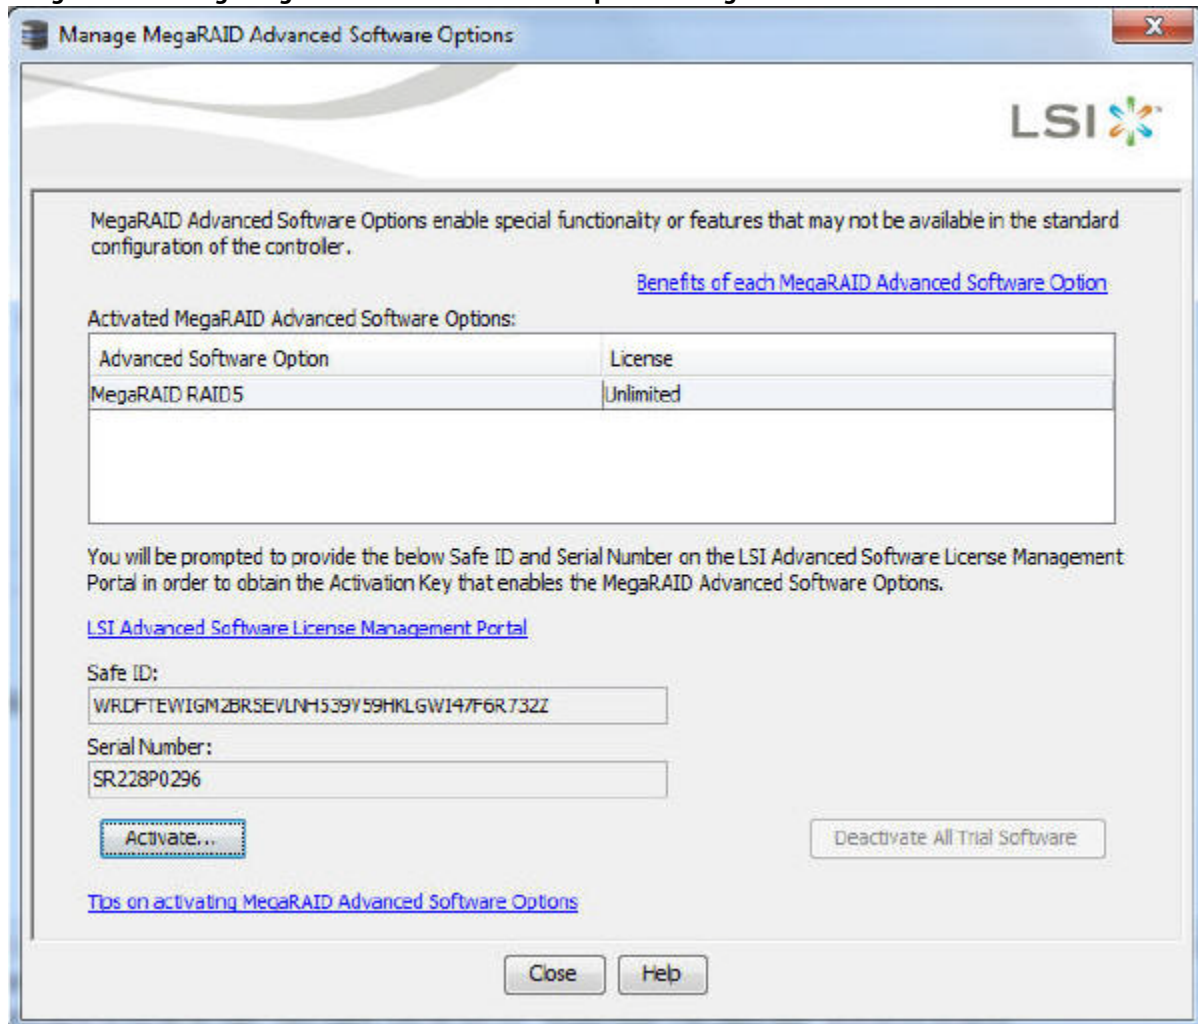 Manage MegaRAID Advanced Software Options
LSI
MegaRAID Advanced Software Options enable special functionality or features that may not be available in the standard
configuration of the controller.
Benefits of each MegaRAID Advanced Software Option
Activated MegaRAID Advanced Software Options:
Advanced Software Option License
MegaRAID RAID5 Unlimited
You will be prompted to provide the below Safe ID and Serial Number on the LSI Advanced Software License Management
Portal in order to obtain the Activation Key that enables the MegaRAID Advanced Software Options.
LSI Advanced Software License Management Portal
Safe ID:
Serial Number:
SR228P0296
Activate...
Deactivate All Trial Software
Tips on activating MegaRAID Advanced Software Options
Close
Help